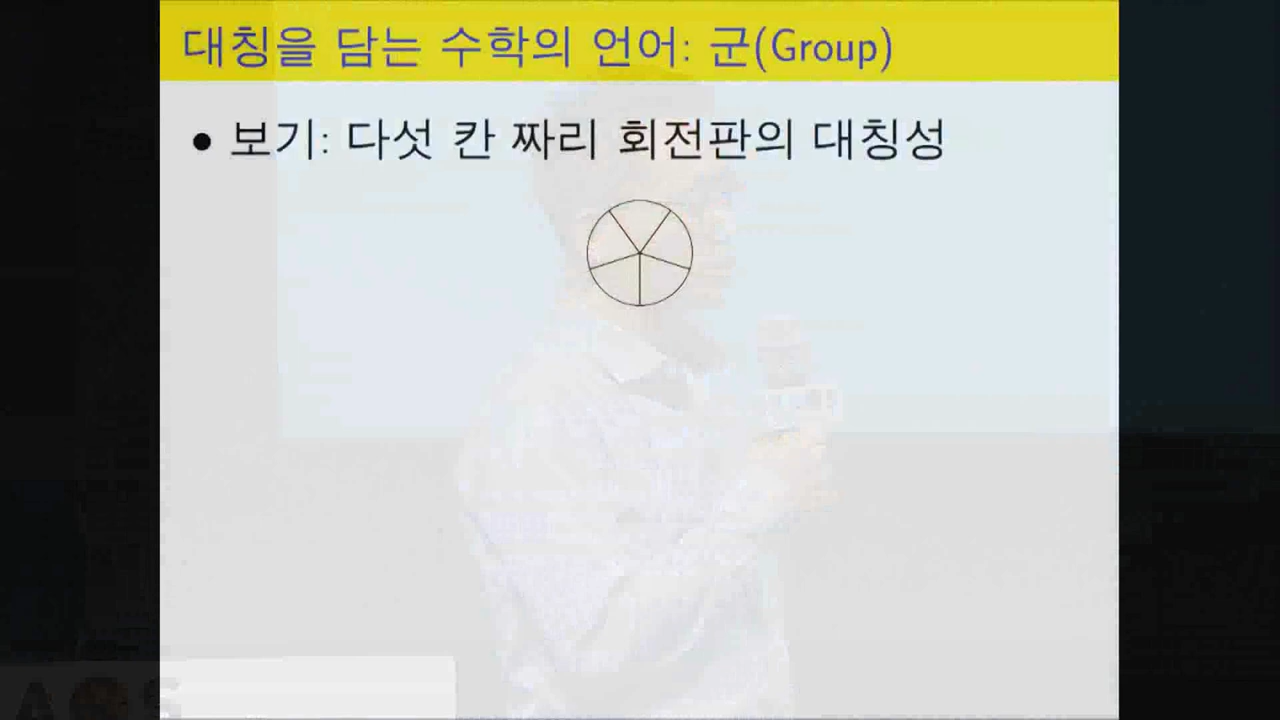 대칭을 담는 수학의 언어: 군(Group)
• 보기: 다섯 칸 짜리 회전판의 대칭성